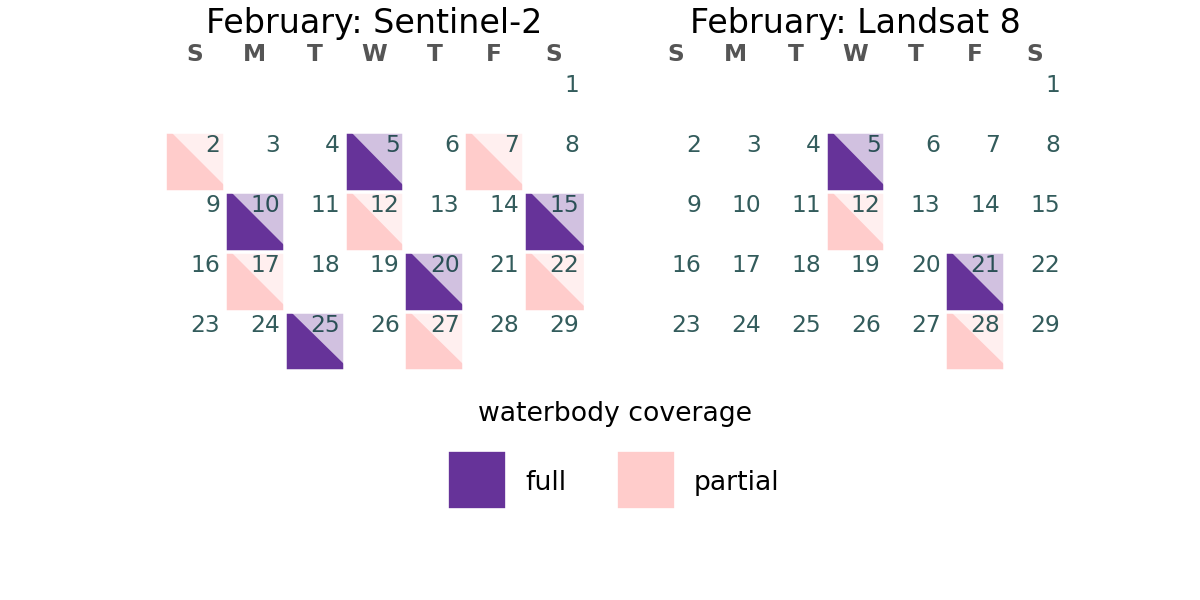 February: Sentinel-2
S M T W T F S
1
2 3 4 5 6 7 8
9 10 11 12 13 14 15
16 17 18 19 20 21 22
23 24 25 26 27 28 29
February: Landsat 8
S M T W T F S
1
2 3 4 5 6 7 8
9 10 11 12 13 14 15
16 17 18 19 20 21 22
23 24 25 26 27 28 29
waterbody coverage
full
partial